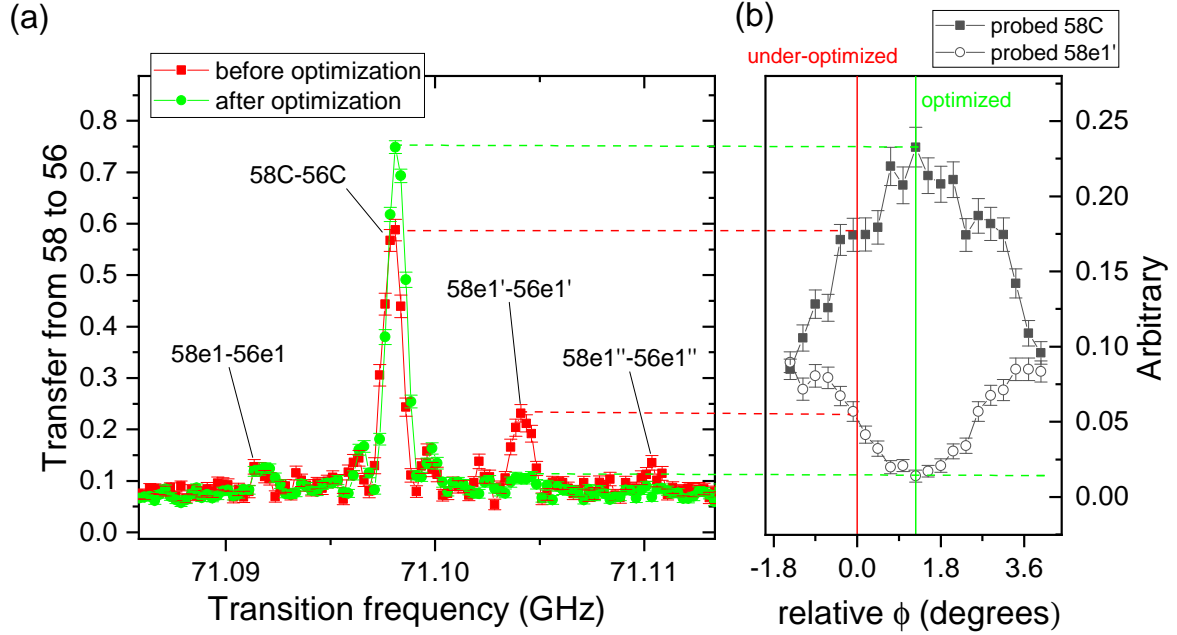 (a)
before optimization
after optimization
58C-56C
58e1'-56e1'
58e1-56e1
58e1''-56e1''
0.8
0.7
0.6
0.5
0.4
0.3
0.2
0.1
0.0
Transfer from 58 to 56
71.09
71.10
71.11
Transition frequency (GHz)
(b)
probed 58C
probed 58e1'
under-optimized
optimized
0.25
0.20
0.15
0.10
0.05
0.00
Arbitrary
-1.8
0.0
1.8
3.6
relative ϕ (degrees)